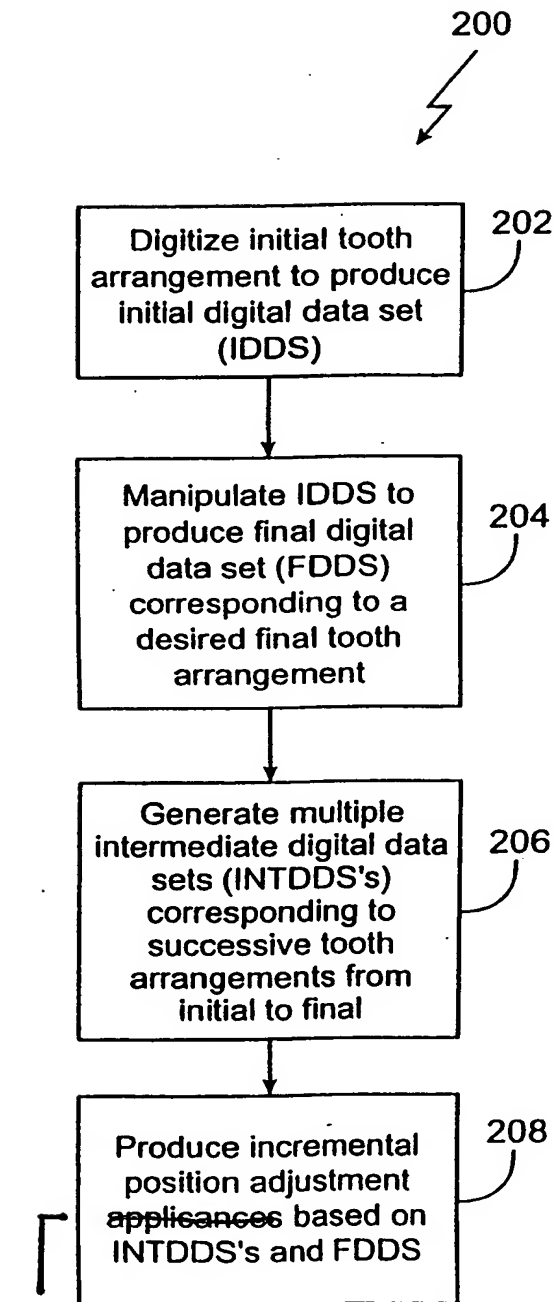 200
202
Digitize initial tooth
arrangement to produce
initial digital data set
(IDDS)
204
Manipulate IDDS to
produce final digital
data set (FDDS)
corresponding to a
desired final tooth
arrangement
206
Generate multiple
intermediate digital data
sets (INTDDS's)
corresponding to
successive tooth
arrangements from
initial to final
208
Produce incremental
position adjustment
applisances based on
INTDDS's and FDDS